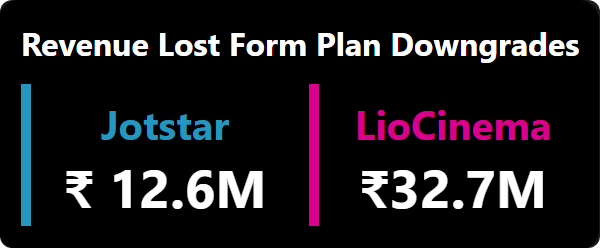 Revenue Lost Form Plan Downgrades
Jotstar
₹ 12.6M
LioCinema
₹32.7M